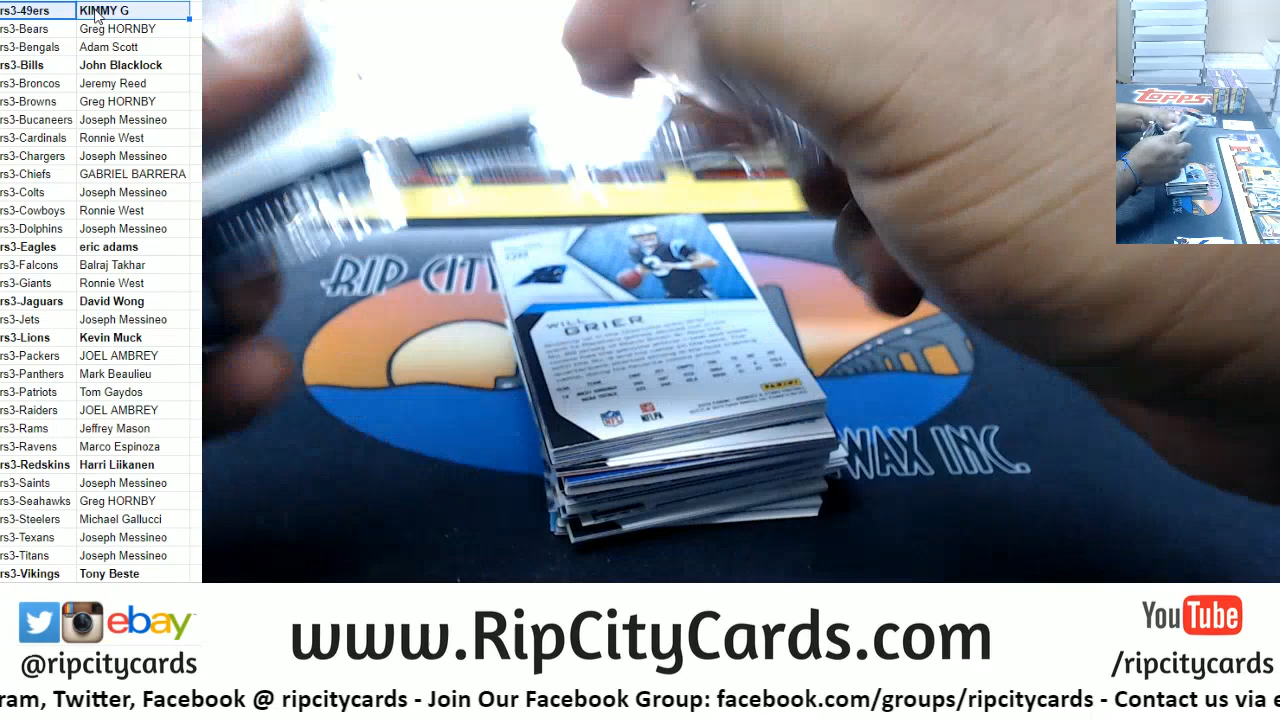 rs3-49ers KIMMY G
rs3-Bears Greg HORNBY
rs3-Bengals Adam Scott
rs3-Bills John Blacklock
rs3-Broncos Jeremy Reed
rs3-Browns Greg HORNBY
rs3-Bucaneers Joseph Messineo
rs3-Cardinals Ronnie West
rs3-Chargers Joseph Messineo
rs3-Chiefs GABRIEL BARRERA
rs3-Colts Joseph Messineo
rs3-Cowboys Ronnie West
rs3-Dolphins Joseph Messineo
rs3-Eagles eric adams
rs3-Falcons Balraj Takhar
rs3-Giants Ronnie West
rs3-Jaguars David Wong
rs3-Jets Joseph Messineo
rs3-Lions Kevin Muck
rs3-Packers JOEL AMBREY
rs3-Panthers Mark Beaulieu
rs3-Patriots Tom Gaydos
rs3-Raiders JOEL AMBREY
rs3-Rams Jeffrey Mason
rs3-Ravens Marco Espinoza
rs3-Redskins Harri Liikanen
rs3-Saints Joseph Messineo
rs3-Seahawks Greg HORNBY
rs3-Steelers Michael Gallucci
rs3-Texans Joseph Messineo
rs3-Titans Joseph Messineo
rs3-Vikings Tony Beste
topps
RIP CITY
WAX INC.
3
WILL
GRIER
PANINI
NFL
NFLPA
ebay
@ripcitycards
www.RipCityCards.com
YouTube
/ripcitycards
ram, Twitter, Facebook @ ripcitycards - Join Our Facebook Group: facebook.com/groups/ripcitycards - Contact us via e